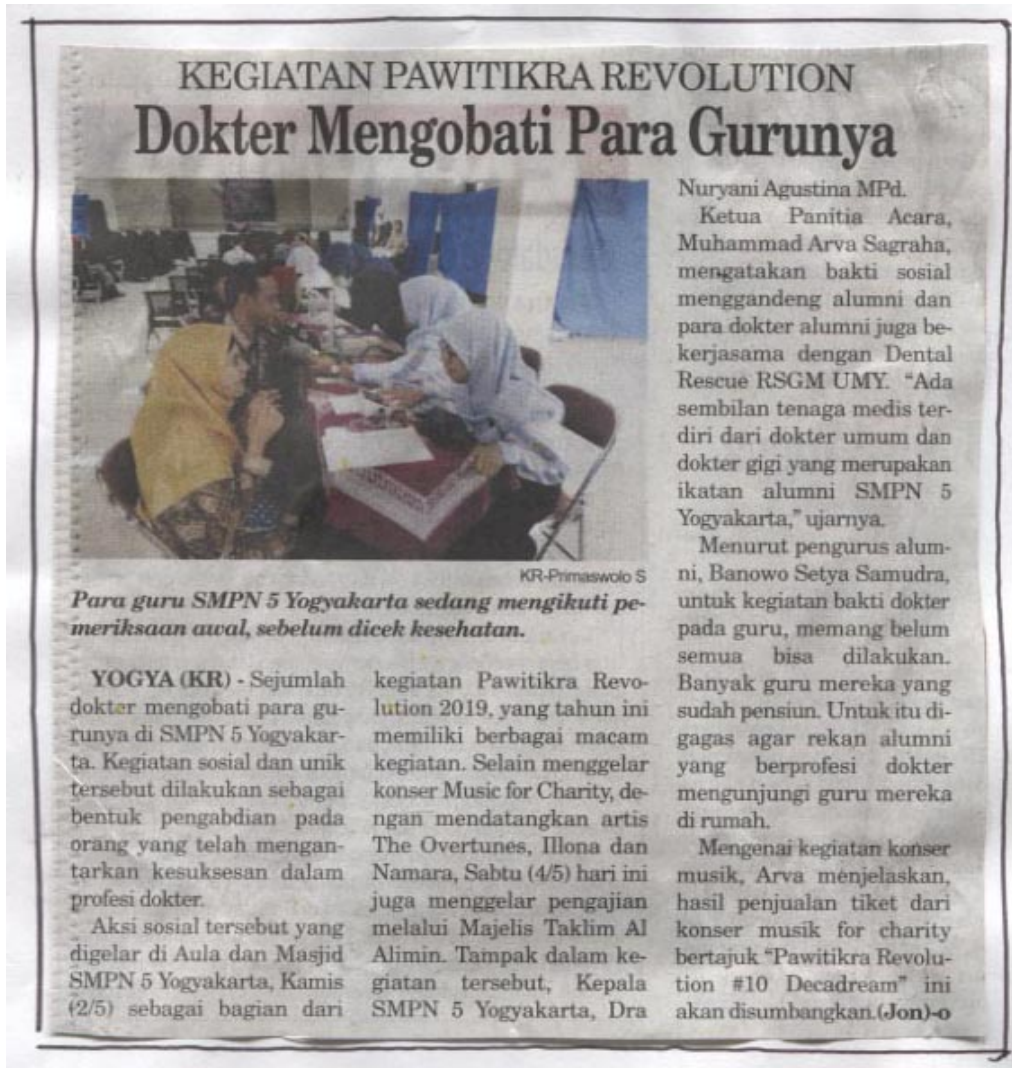 KEGIATAN PAWITIKRA REVOLUTION
Dokter Mengobati Para Gurunya
KR-Primaswolo S
Para guru SMPN 5 Yogyakarta sedang mengikuti pe-
meriksaan awal, sebelum dicek kesehatan.
YOGYA (KR) - Sejumlah
dokter mengobati para gu-
runya di SMPN 5 Yogyakar-
ta. Kegiatan sosial dan unik
tersebut dilakukan sebagai
bentuk pengabdian pada
orang yang telah mengan-
tarkan kesuksesan dalam
profesi dokter.
Aksi sosial tersebut yang
digelar di Aula dan Masjid
SMPN 5 Yogyakarta, Kamis
(2/5) sebagai bagian dari
kegiatan Pawitikra Revo-
lution 2019, yang tahun ini
memiliki berbagai macam
kegiatan. Selain menggelar
konser Music for Charity, de-
ngan mendatangkan artis
The Overtunes, Illona dan
Namara, Sabtu (4/5) hari ini
juga menggelar pengajian
melalui Majelis Taklim Al
Alimin. Tampak dalam ke-
giatan tersebut, Kepala
SMPN 5 Yogyakarta, Dra
Nuryani Agustina MPd.
Ketua Panitia Acara,
Muhammad Arva Sagraha,
mengatakan bakti sosial
menggandeng alumni dan
para dokter alumni juga be-
kerjasama dengan Dental
Rescue RSGM UMY. "Ada
sembilan tenaga medis ter-
diri dari dokter umum dan
dokter gigi yang merupakan
ikatan alumni SMPN 5
Yogyakarta," ujarnya.
Menurut pengurus alum-
ni, Banowo Setya Samudra,
untuk kegiatan bakti dokter
pada guru, memang belum
semua bisa dilakukan.
Banyak guru mereka yang
sudah pensiun. Untuk itu di-
gagas agar rekan alumni
yang berprofesi dokter
mengunjungi guru mereka
di rumah.
Mengenai kegiatan konser
musik, Arva menjelaskan,
hasil penjualan tiket dari
konser musik for charity
bertajuk "Pawitikra Revolu-
tion #10 Decadream" ini
akan disumbangkan.(Jon)-o